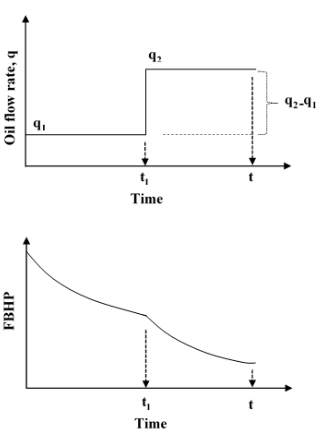 Oil flow rate, q
q₂
q₁
q₂-q₁
t₁
t
Time
FBHP
t₁
t
Time